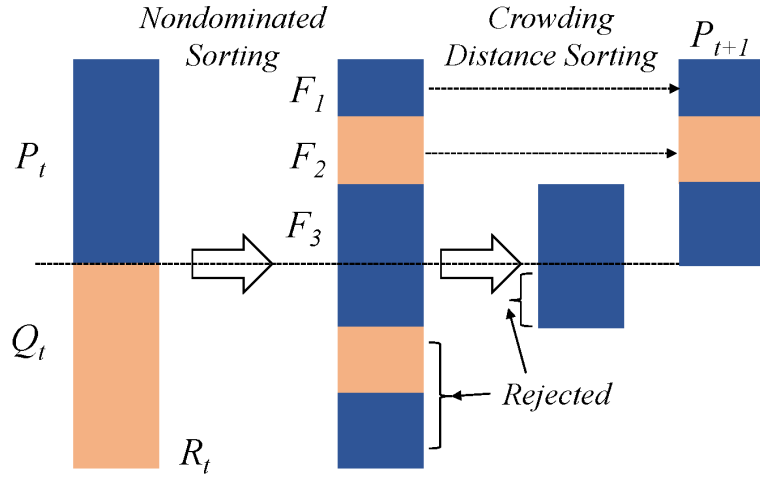 Nondominated
Sorting
Crowding
Distance Sorting
P_{t+1}
F_1
P_t
F_2
F_3
Q_t
Rejected
R_t